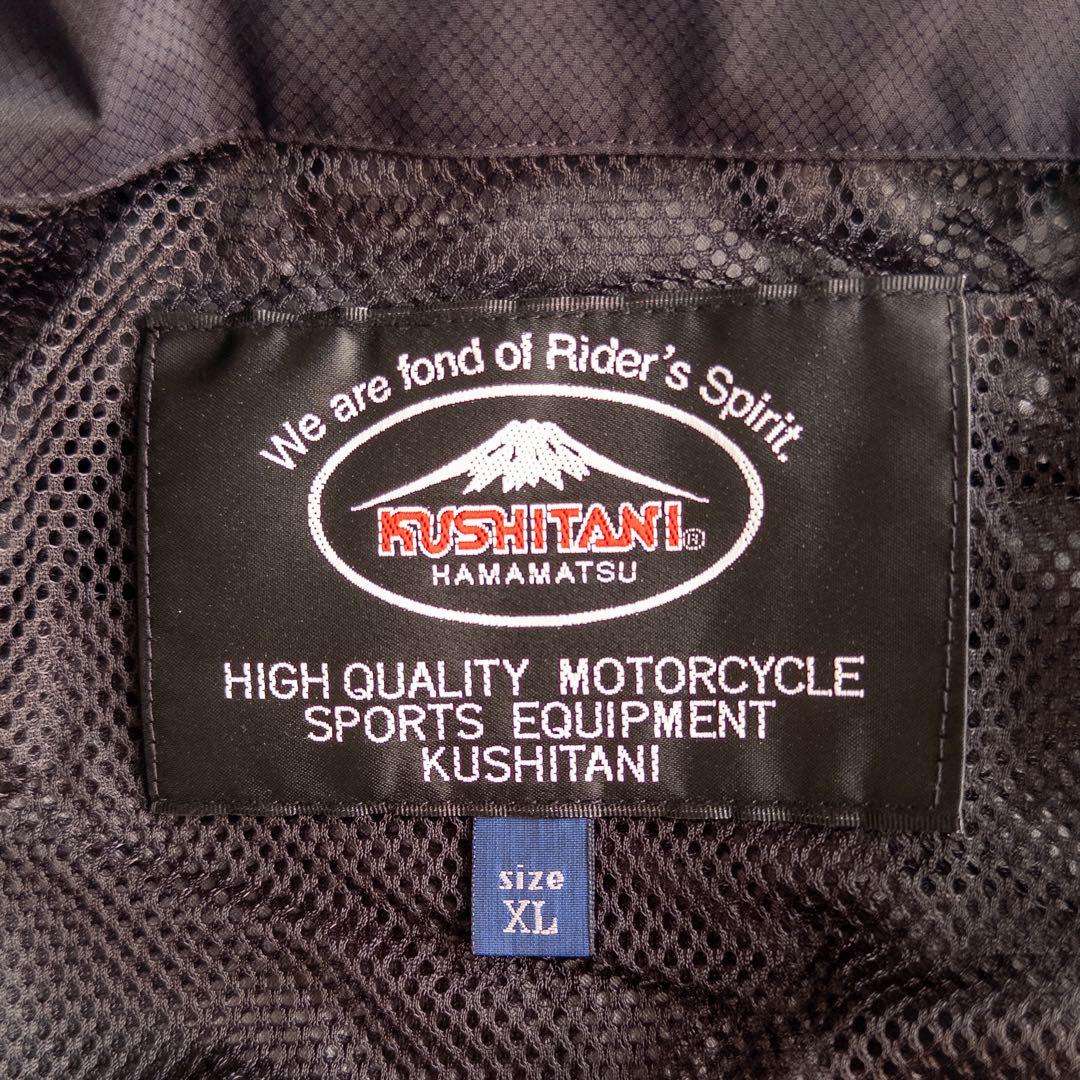 We are fond of Rider's Spirit.
KUSHITANI®
HAMAMATSU
HIGH QUALITY MOTORCYCLE
SPORTS EQUIPMENT
KUSHITANI
size
XL